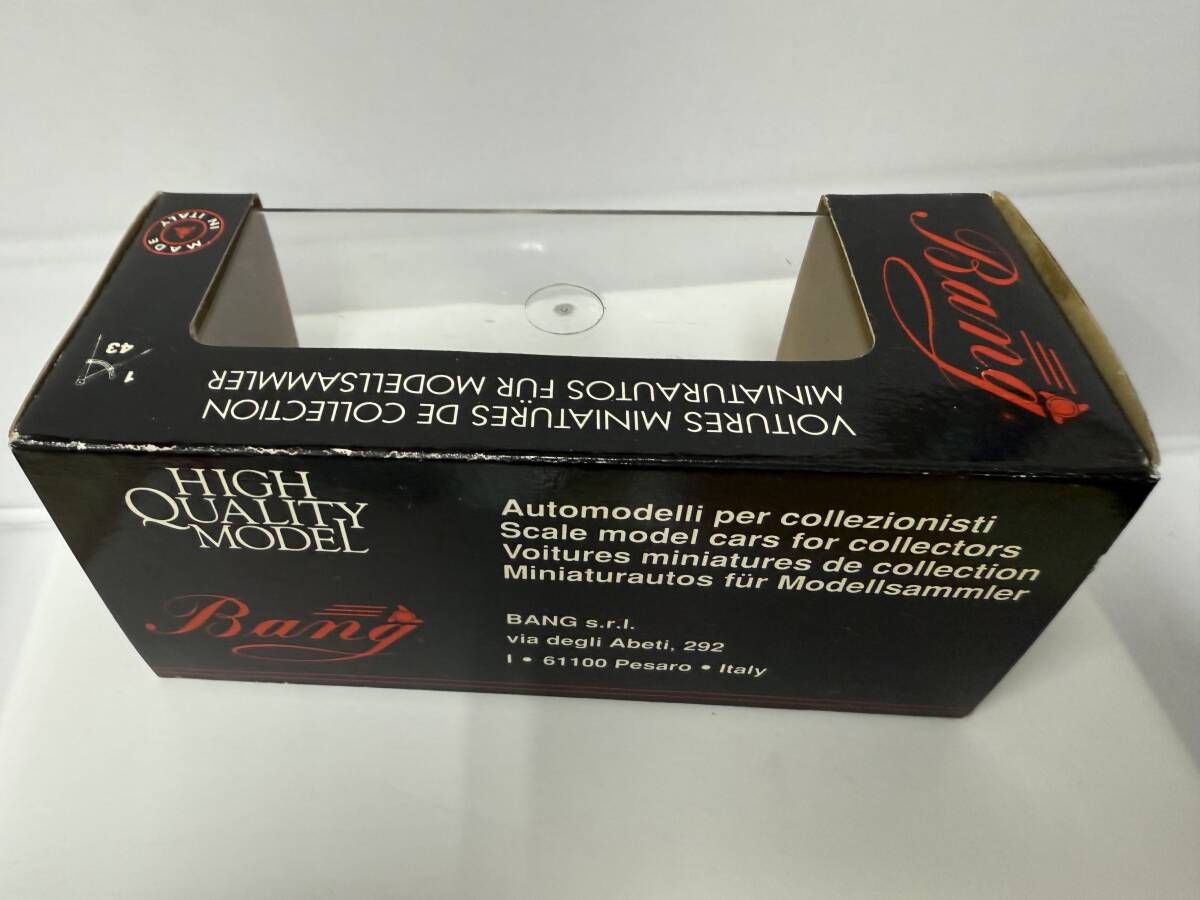 MADE IN ITALY
Bang
1
43
VOITURES MINIATURES DE COLLECTION
MINIATURAUTOS FÜR MODELLSAMMLER
HIGH
QUALITY
MODEL
Bang
Automodelli per collezionisti
Scale model cars for collectors
Voitures miniatures de collection
Miniaturautos für Modellsammler
BANG s.r.l.
via degli Abeti, 292
I • 61100 Pesaro • Italy